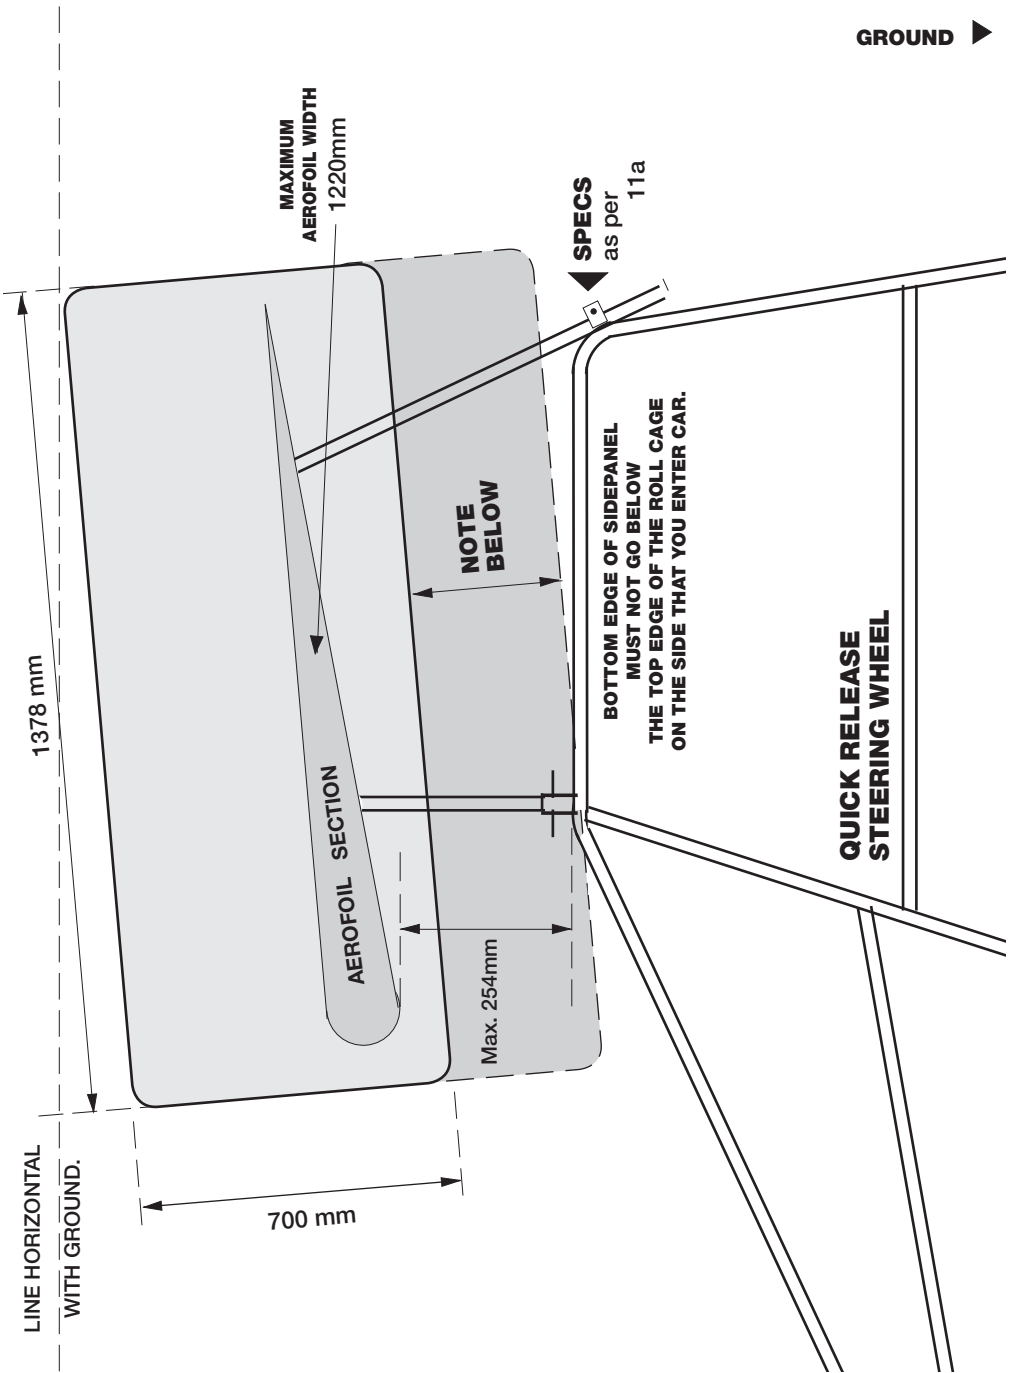 LINE HORIZONTAL
WITH GROUND.
1378 mm
700 mm
MAXIMUM
AEROFOIL WIDTH
1220mm
AEROFOIL SECTION
NOTE
BELOW
Max. 254mm
SPECS
as per
11a
BOTTOM EDGE OF SIDEPANEL
MUST NOT GO BELOW
THE TOP EDGE OF THE ROLL CAGE
ON THE SIDE THAT YOU ENTER CAR.
QUICK RELEASE
STEERING WHEEL
GROUND